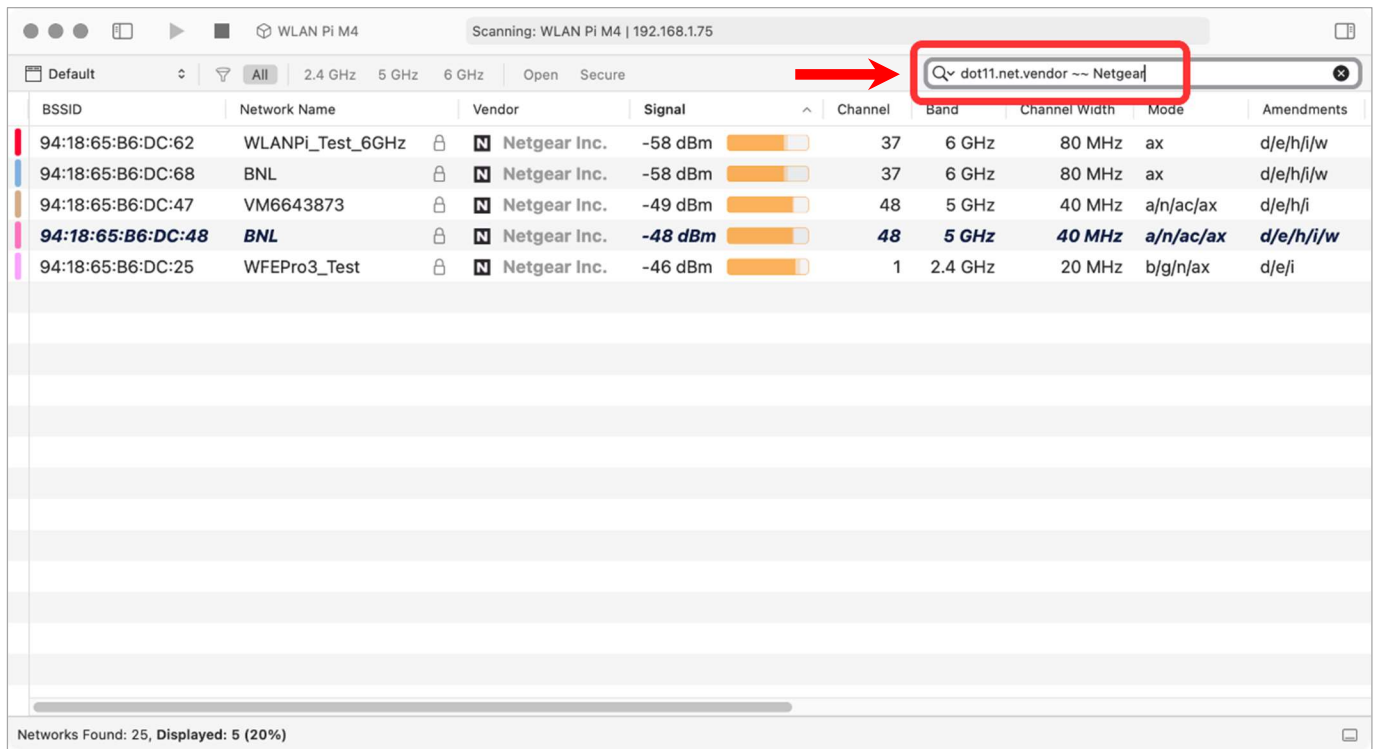 WLAN Pi M4 Scanning: WLAN Pi M4 | 192.168.1.75
Default All 2.4 GHz 5 GHz 6 GHz Open Secure dot11.net.vendor ~~ Netgear
BSSID Network Name Vendor Signal Channel Band Channel Width Mode Amendments
94:18:65:B6:DC:62 WLANPi_Test_6GHz N Netgear Inc. -58 dBm 37 6 GHz 80 MHz ax d/e/h/i/w
94:18:65:B6:DC:68 BNL N Netgear Inc. -58 dBm 37 6 GHz 80 MHz ax d/e/h/i/w
94:18:65:B6:DC:47 VM6643873 N Netgear Inc. -49 dBm 48 5 GHz 40 MHz a/n/ac/ax d/e/h/i
94:18:65:B6:DC:48 BNL N Netgear Inc. -48 dBm 48 5 GHz 40 MHz a/n/ac/ax d/e/h/i/w
94:18:65:B6:DC:25 WFEPro3_Test N Netgear Inc. -46 dBm 1 2.4 GHz 20 MHz b/g/n/ax d/e/i
Networks Found: 25, Displayed: 5 (20%)